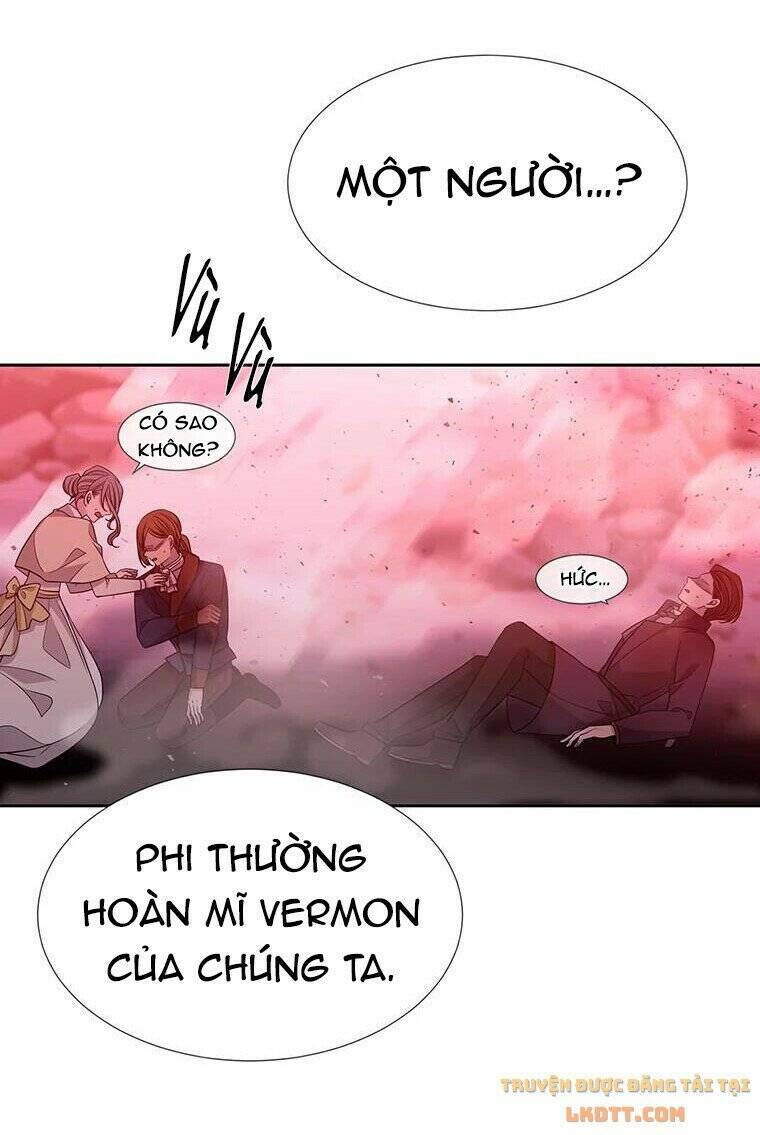 MỘT NGƯỜI...?
VÙ
VÙ
CÓ SAO
KHÔNG?
HỨC...
PHI THƯỜNG
HOÀN MĨ VERMON
CỦA CHÚNG TA.
TRUYỆN ĐƯỢC ĐĂNG TẢI TẠI
LKDTT.COM